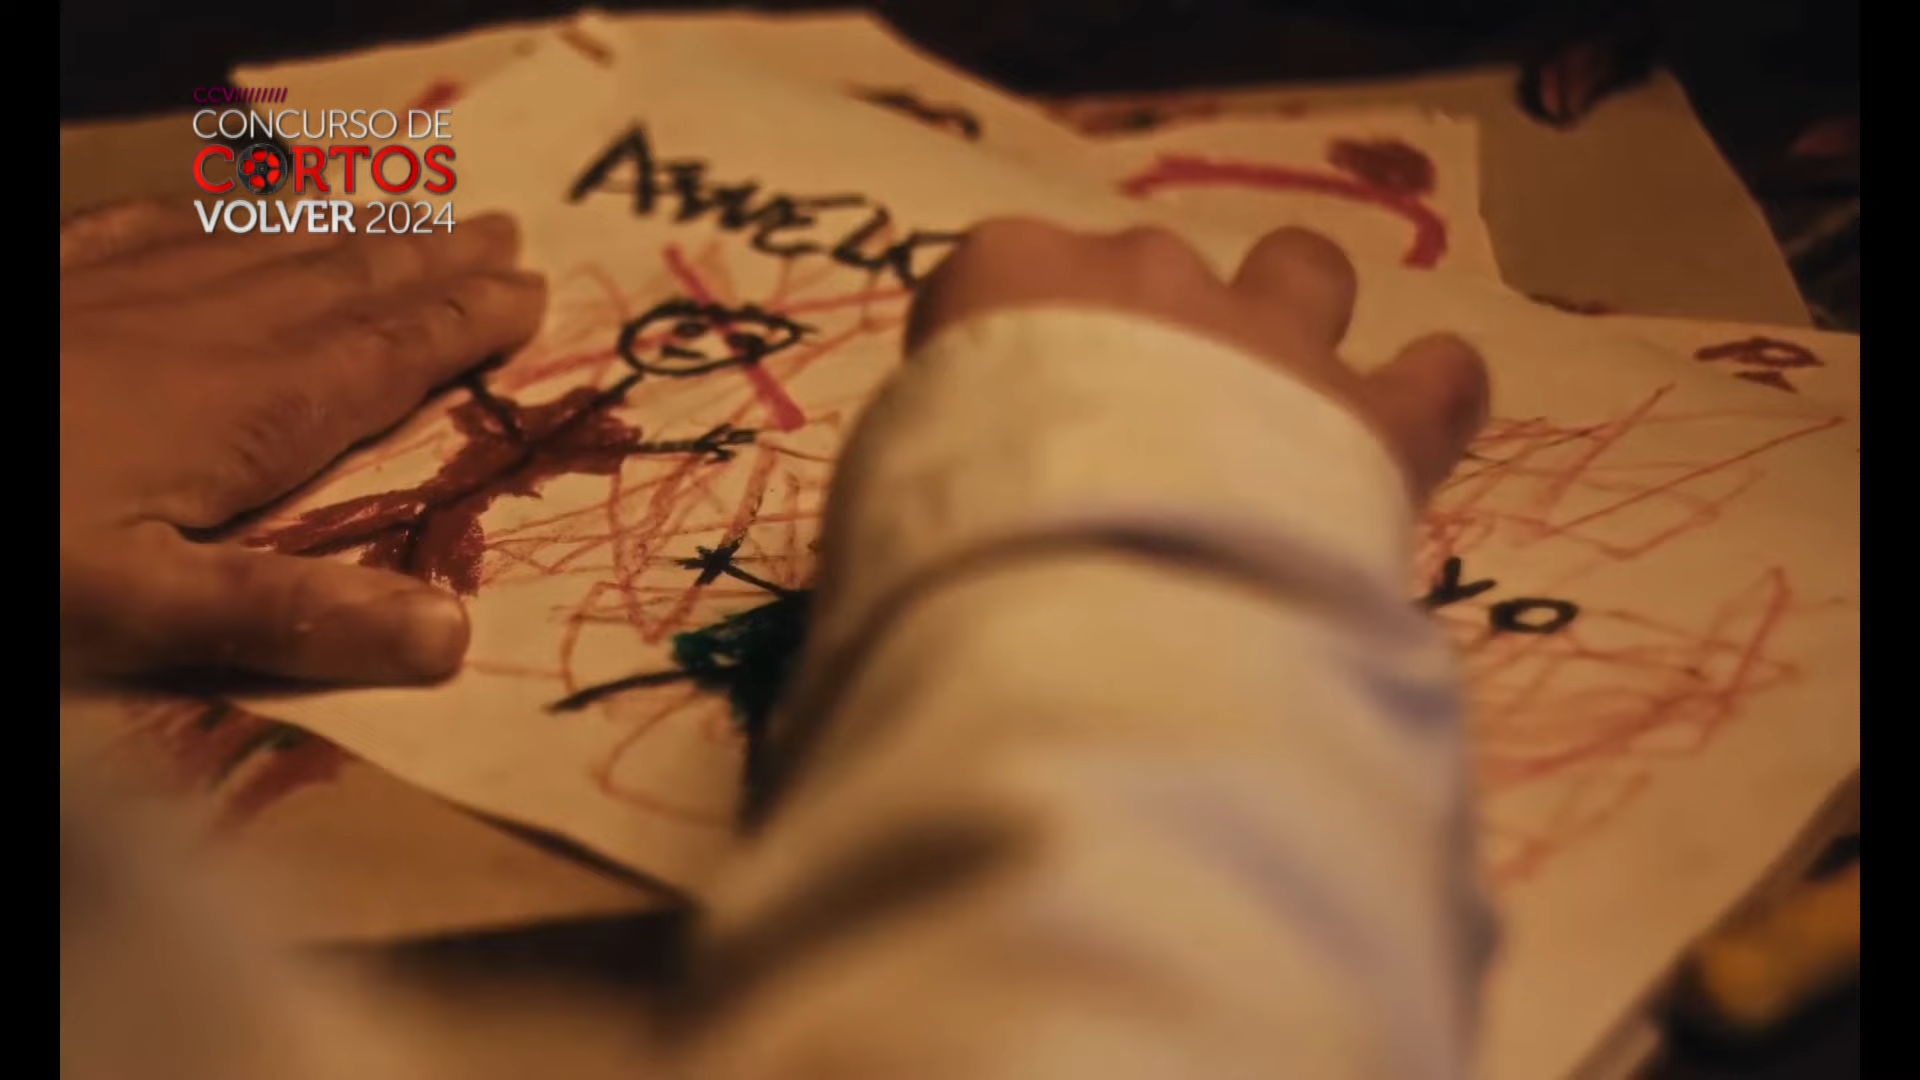 CCV////////
CONCURSO DE
CORTOS
VOLVER 2024
yo